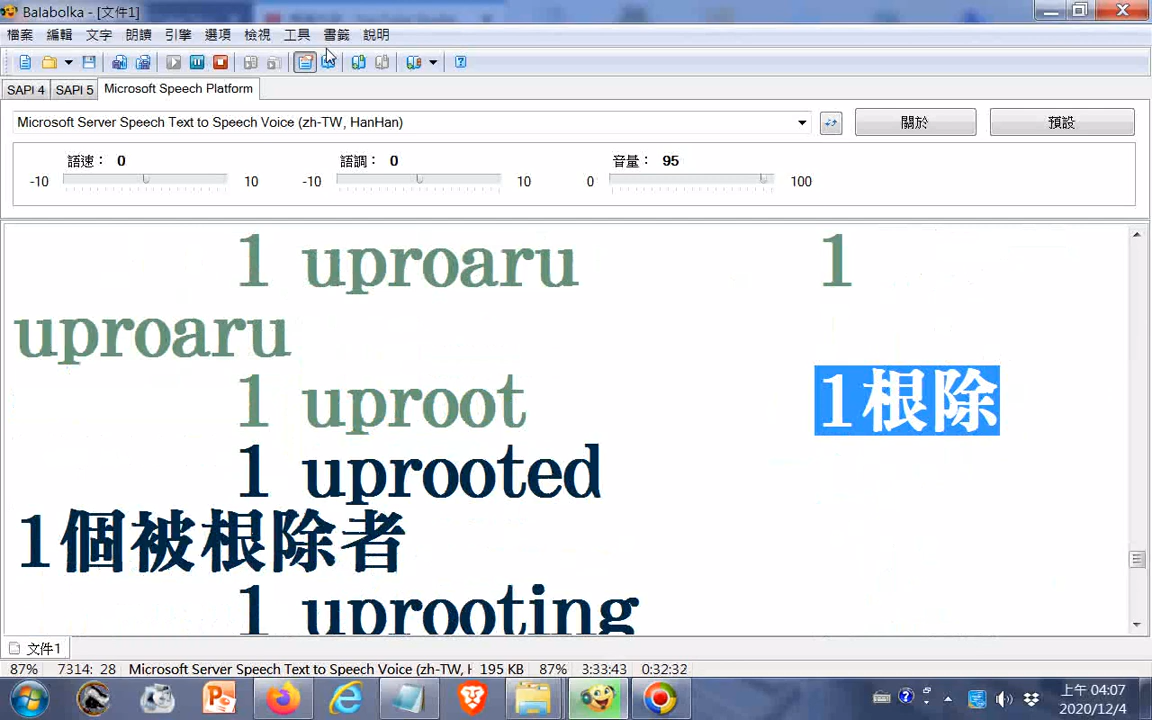 Balabolka - [文件1]
檔案 編輯 文字 朗讀 引擎 選項 檢視 工具 書籤 說明
SAPI 4 SAPI 5 Microsoft Speech Platform
Microsoft Server Speech Text to Speech Voice (zh-TW, HanHan) 關於 預設
語速： 0 語調： 0 音量： 95
-10 10 -10 10 0 100
1 uproaru 1
uproaru
1 uproot 1根除
1 uprooted
1個被根除者
1 uprooting
文件1
87% 7314: 28 Microsoft Server Speech Text to Speech Voice (zh-TW, H 195 KB 87% 3:33:43 0:32:32
上午 04:07
2020/12/4